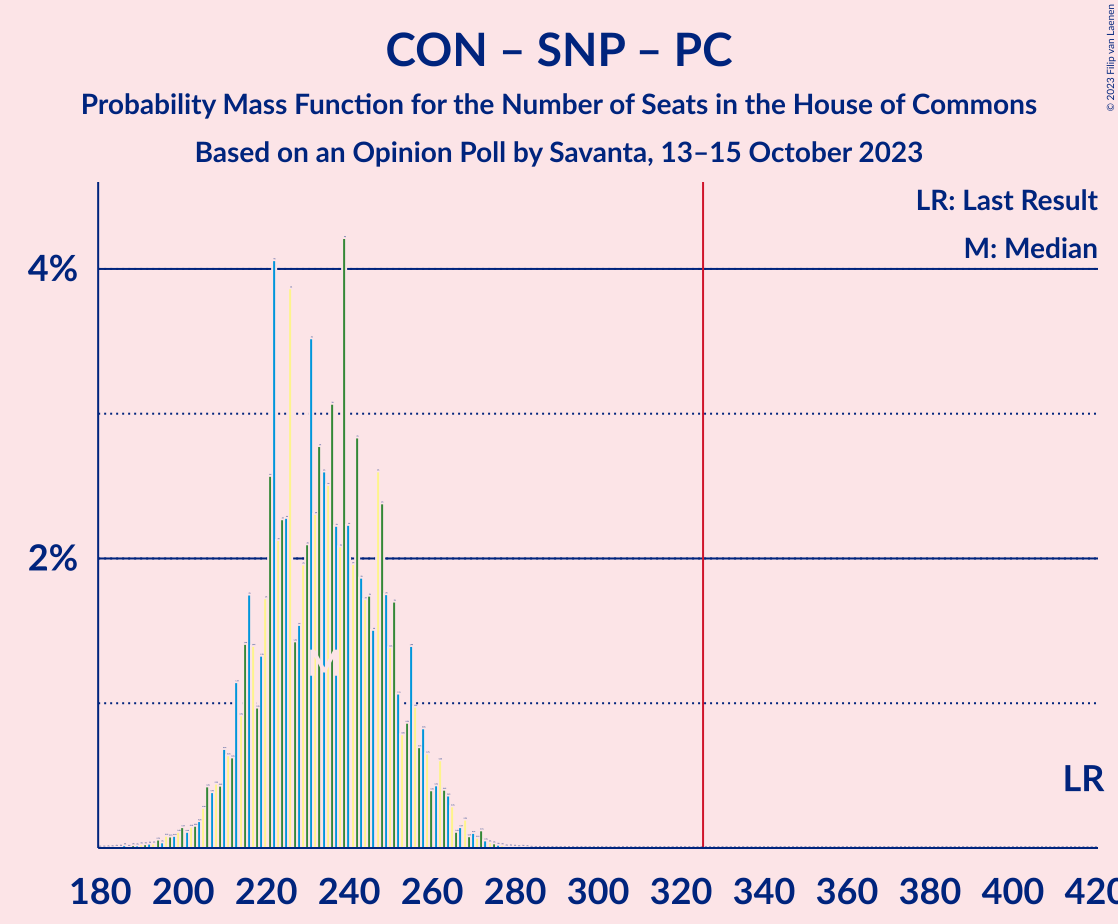 CON – SNP – PC
Probability Mass Function for the Number of Seats in the House of Commons
Based on an Opinion Poll by Savanta, 13–15 October 2023
© 2023 Filip van Laenen
LR: Last Result
M: Median
4%
2%
M
LR
180 200 220 240 260 280 300 320 340 360 380 400 420